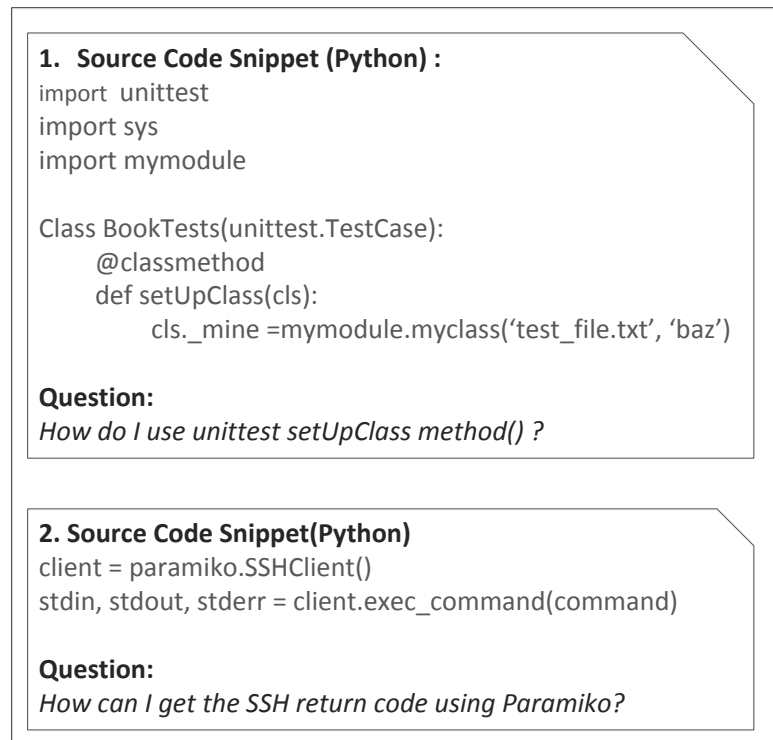 1. Source Code Snippet (Python) :
import unittest
import sys
import mymodule
Class BookTests(unittest.TestCase):
@classmethod
def setUpClass(cls):
cls._mine =mymodule.myclass(‘test_file.txt’, ‘baz’)
Question:
How do I use unittest setUpClass method() ?
2. Source Code Snippet(Python)
client = paramiko.SSHClient()
stdin, stdout, stderr = client.exec_command(command)
Question:
How can I get the SSH return code using Paramiko?